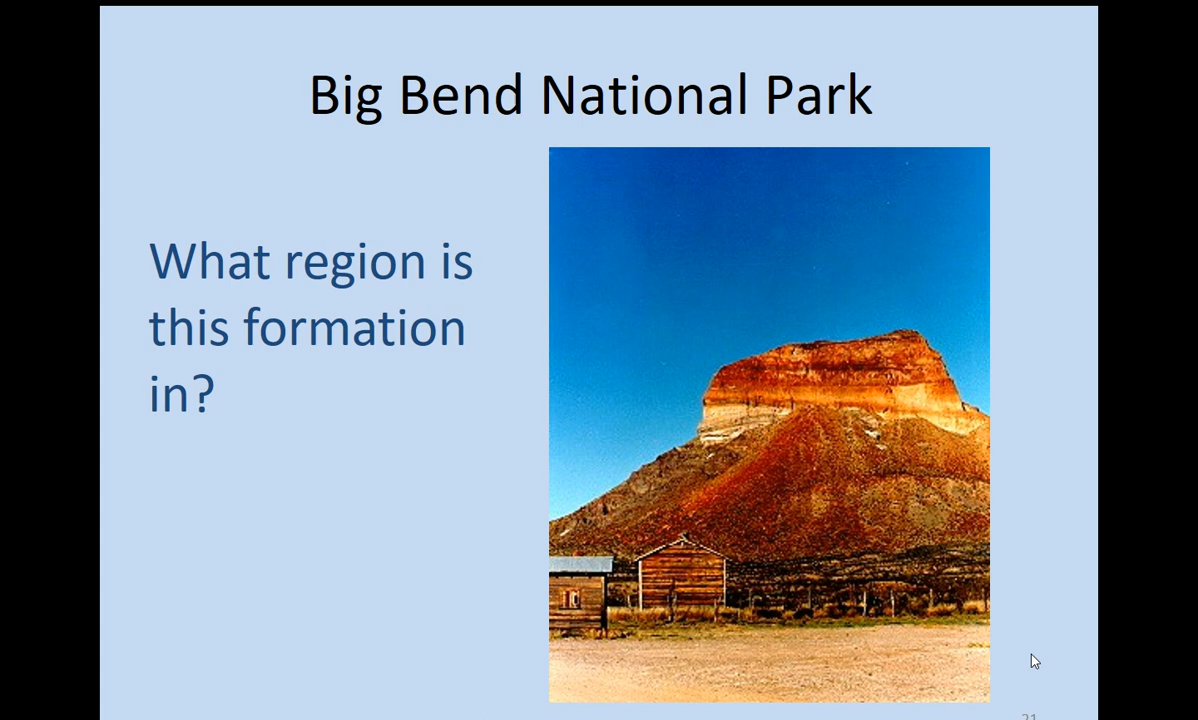 Big Bend National Park
What region is
this formation
in?